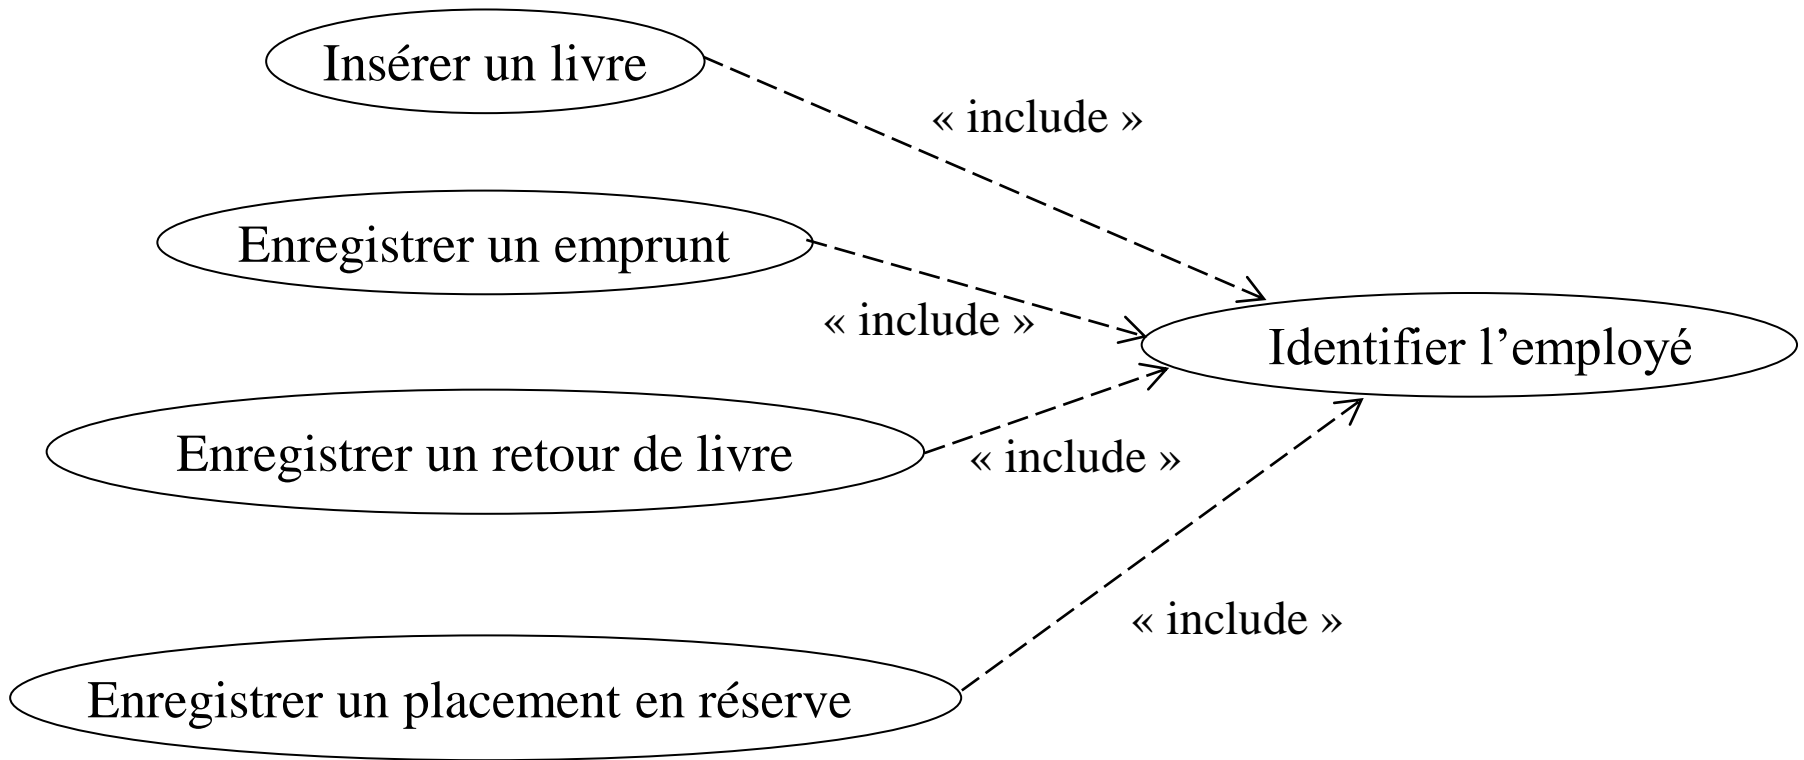 Insérer un livre
« include »
Enregistrer un emprunt
« include »
Identifier l’employé
Enregistrer un retour de livre
« include »
« include »
Enregistrer un placement en réserve